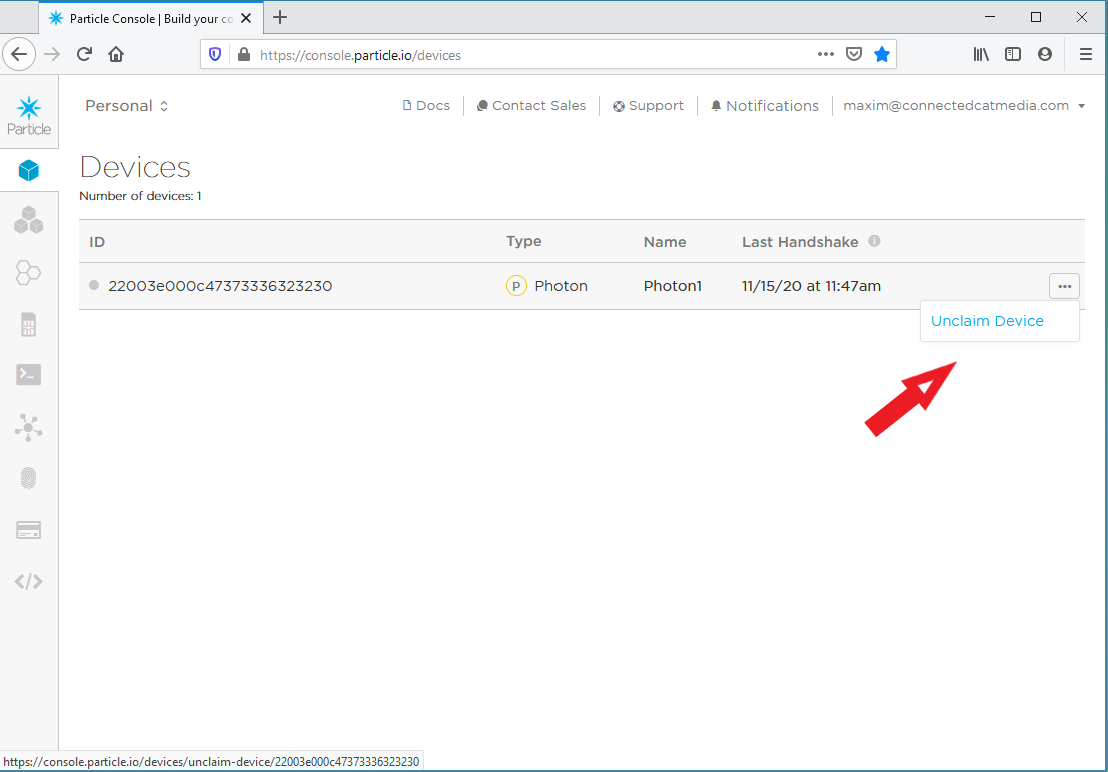 Particle Console | Build your co
https://console.particle.io/devices
Particle
Personal
Docs
Contact Sales
Support
Notifications
maxim@connectedcatmedia.com
Devices
Number of devices: 1
ID Type Name Last Handshake
22003e000c47373336323230 P Photon Photon1 11/15/20 at 11:47am
Unclaim Device
https://console.particle.io/devices/unclaim-device/22003e000c47373336323230